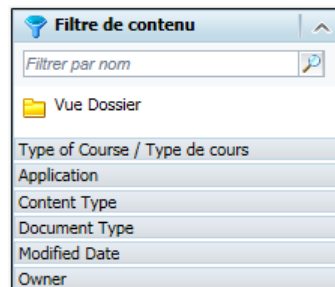 Filtre de contenu
Filtrer par nom
Vue Dossier
Type of Course / Type de cours
Application
Content Type
Document Type
Modified Date
Owner